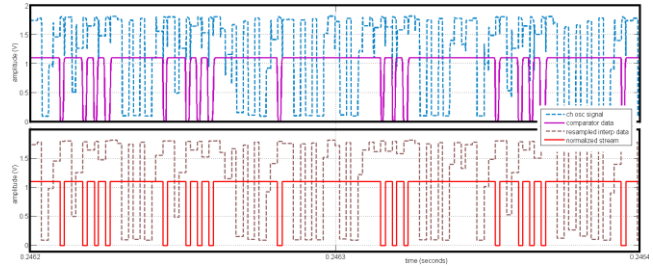 2
1.5
1
0.5
0
amplitude (V)
ch osc signal
comparator data
resampled interp data
normalized stream
1.5
1
0.5
0
amplitude (V)
0.2462
0.2463
0.2464
time (seconds)